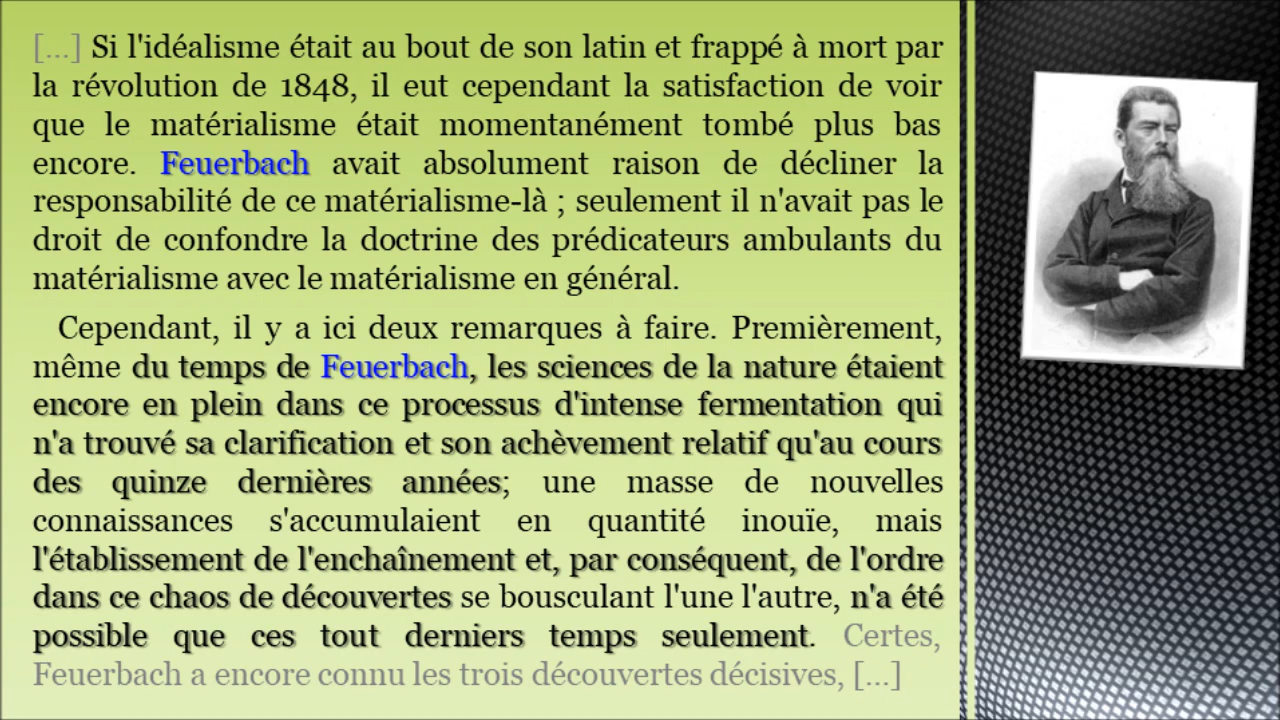 [...] Si l'idéalisme était au bout de son latin et frappé à mort par
la révolution de 1848, il eut cependant la satisfaction de voir
que le matérialisme était momentanément tombé plus bas
encore. Feuerbach avait absolument raison de décliner la
responsabilité de ce matérialisme-là ; seulement il n'avait pas le
droit de confondre la doctrine des prédicateurs ambulants du
matérialisme avec le matérialisme en général.
Cependant, il y a ici deux remarques à faire. Premièrement,
même du temps de Feuerbach, les sciences de la nature étaient
encore en plein dans ce processus d'intense fermentation qui
n'a trouvé sa clarification et son achèvement relatif qu'au cours
des quinze dernières années; une masse de nouvelles
connaissances s'accumulaient en quantité inouïe, mais
l'établissement de l'enchaînement et, par conséquent, de l'ordre
dans ce chaos de découvertes se bousculant l'une l'autre, n'a été
possible que ces tout derniers temps seulement. Certes,
Feuerbach a encore connu les trois découvertes décisives, [...]